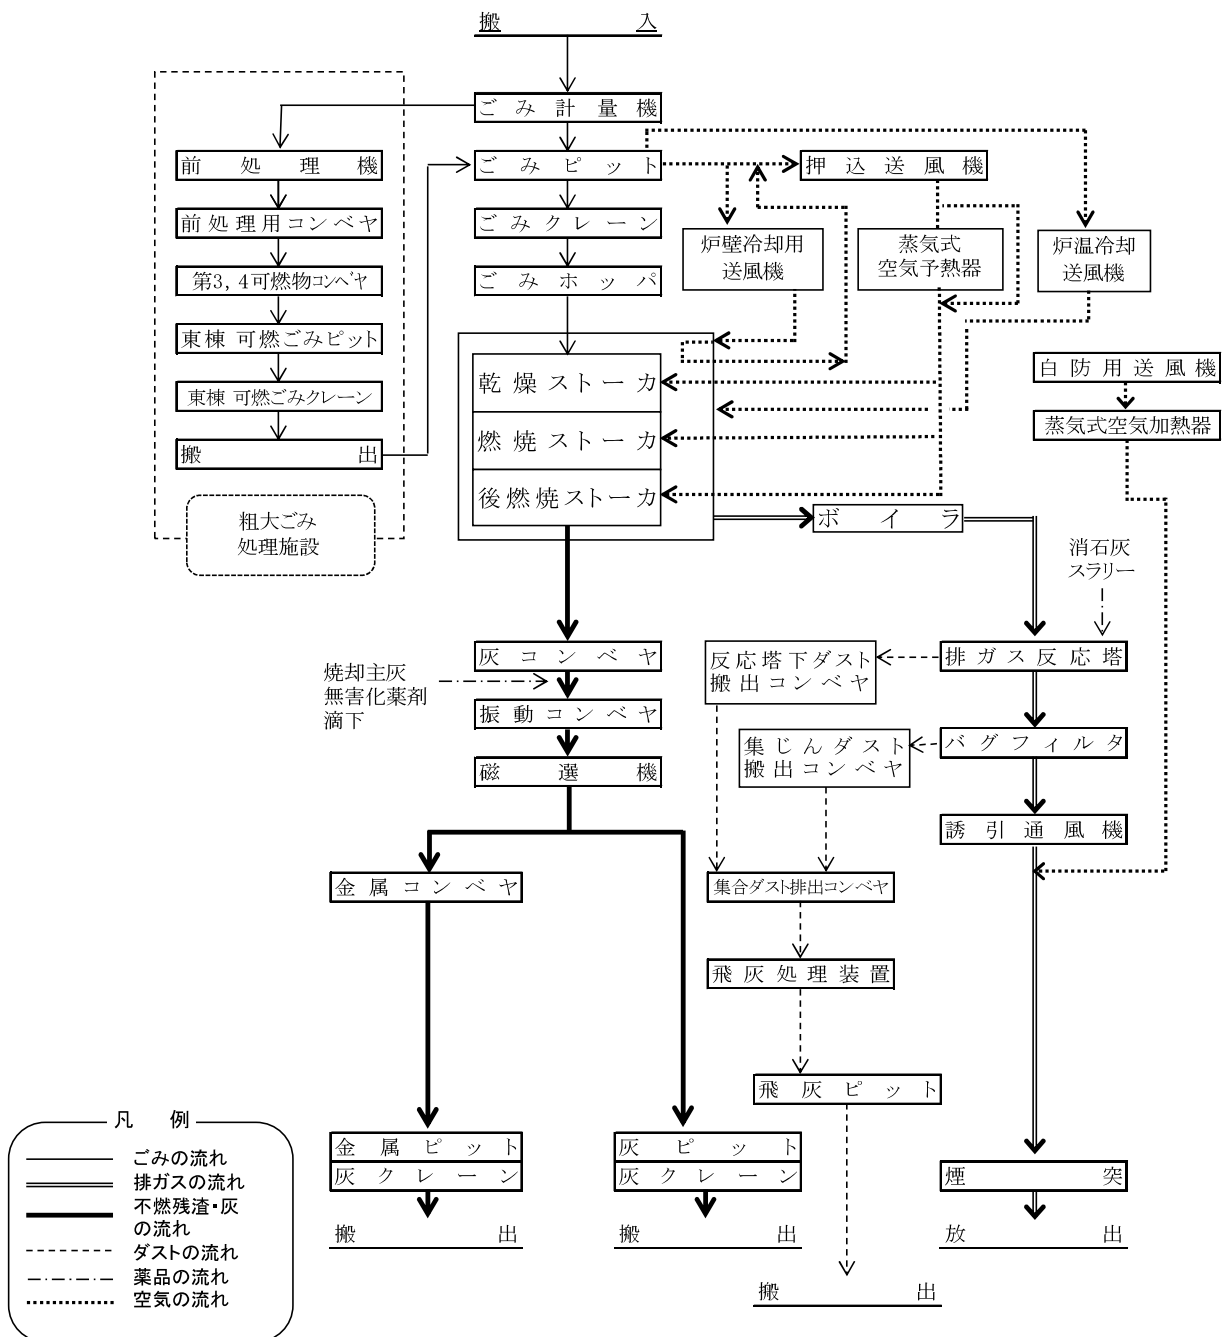 搬入
ごみ計量機
前処理機
ごみピット
押込送風機
前処理用コンベヤ
ごみクレーン
炉壁冷却用
送風機
蒸気式
空気予熱器
炉温冷却
送風機
第3，4可燃物コンベヤ
ごみホッパ
東棟 可燃ごみピット
東棟 可燃ごみクレーン
搬出
乾燥ストーカ
燃焼ストーカ
後燃焼ストーカ
白防用送風機
蒸気式空気加熱器
粗大ごみ
処理施設
ボイラ
消石灰
スラリー
灰コンベヤ
焼却主灰
無害化薬剤
滴下
振動コンベヤ
磁選機
反応塔下ダスト
搬出コンベヤ
排ガス反応塔
集じんダスト
搬出コンベヤ
バグフィルタ
誘引通風機
金属コンベヤ
集合ダスト排出コンベヤ
飛灰処理装置
飛灰ピット
金属ピット
灰クレーン
搬出
灰ピット
灰クレーン
搬出
煙突
放出
搬出
凡例
ごみの流れ
排ガスの流れ
不燃残渣・灰
の流れ
ダストの流れ
薬品の流れ
空気の流れ